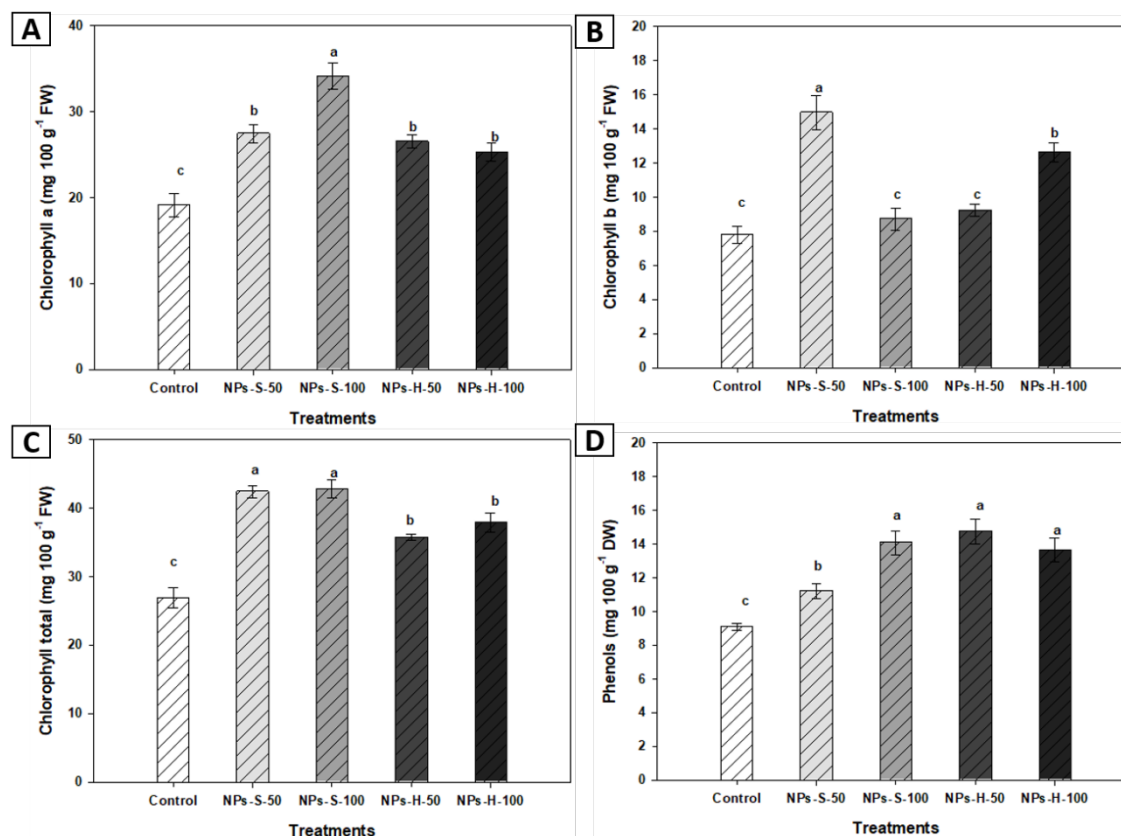 A
Chlorophyll a (mg 100 g⁻¹ FW)
40
30
20
10
0
c
b
a
b
b
Control NPs-S-50 NPs-S-100 NPs-H-50 NPs-H-100
Treatments
B
Chlorophyll b (mg 100 g⁻¹ FW)
20
18
16
14
12
10
8
6
4
2
0
c
a
c
c
b
Control NPs-S-50 NPs-S-100 NPs-H-50 NPs-H-100
Treatments
C
Chlorophyll total (mg 100 g⁻¹ FW)
50
40
30
20
10
0
c
a
a
b
b
Control NPs-S-50 NPs-S-100 NPs-H-50 NPs-H-100
Treatments
D
Phenols (mg 100 g⁻¹ DW)
20
18
16
14
12
10
8
6
4
2
0
c
b
a
a
a
Control NPs-S-50 NPs-S-100 NPs-H-50 NPs-H-100
Treatments